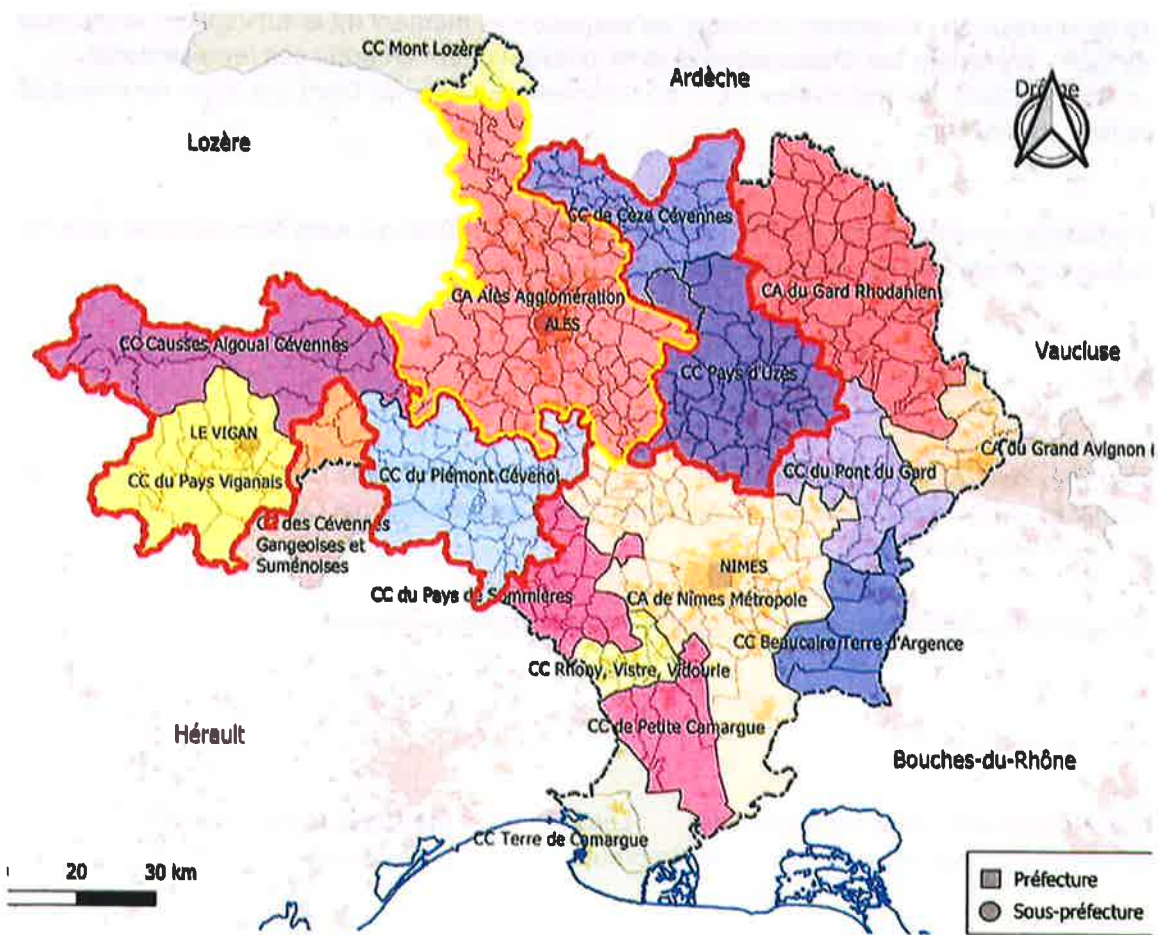 CC Mont Lozère
Ardèche
Drôme
Lozère
CC de Cèze Cévennes
CA Alès Agglomération
ALES
CA du Gard Rhodanien
CC Causses Aigoual Cévennes
Vaucluse
CC Pays d'Uzès
LE VIGAN
CC du Pays Viganais
CC du Piémont Cévenol
CC du Pont du Gard
CA du Grand Avignon
CC des Cévennes
Gangeoises et
Suménoises
NIMES
CC du Pays de Sommières
CA de Nîmes Métropole
CC Beaucaire Terre d'Argence
CC Rhôny, Vistre, Vidourle
Hérault
CC de Petite Camargue
Bouches-du-Rhône
CC Terre de Camargue
20 30 km
Préfecture
Sous-préfecture